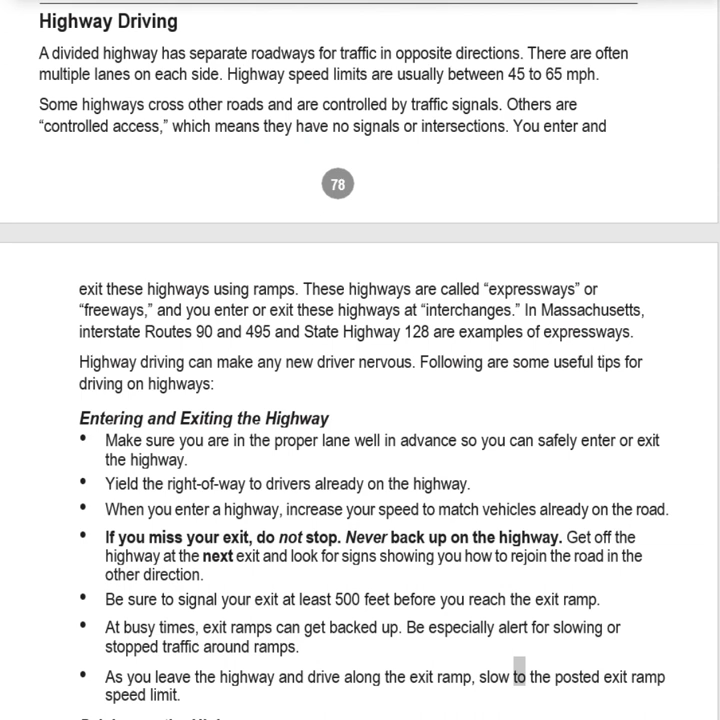 Highway Driving
A divided highway has separate roadways for traffic in opposite directions. There are often
multiple lanes on each side. Highway speed limits are usually between 45 to 65 mph.
Some highways cross other roads and are controlled by traffic signals. Others are
“controlled access,” which means they have no signals or intersections. You enter and
78
exit these highways using ramps. These highways are called “expressways” or
“freeways,” and you enter or exit these highways at “interchanges.” In Massachusetts,
interstate Routes 90 and 495 and State Highway 128 are examples of expressways.
Highway driving can make any new driver nervous. Following are some useful tips for
driving on highways:
Entering and Exiting the Highway
• Make sure you are in the proper lane well in advance so you can safely enter or exit
the highway.
• Yield the right-of-way to drivers already on the highway.
• When you enter a highway, increase your speed to match vehicles already on the road.
• If you miss your exit, do not stop. Never back up on the highway. Get off the
highway at the next exit and look for signs showing you how to rejoin the road in the
other direction.
• Be sure to signal your exit at least 500 feet before you reach the exit ramp.
• At busy times, exit ramps can get backed up. Be especially alert for slowing or
stopped traffic around ramps.
• As you leave the highway and drive along the exit ramp, slow to the posted exit ramp
speed limit.